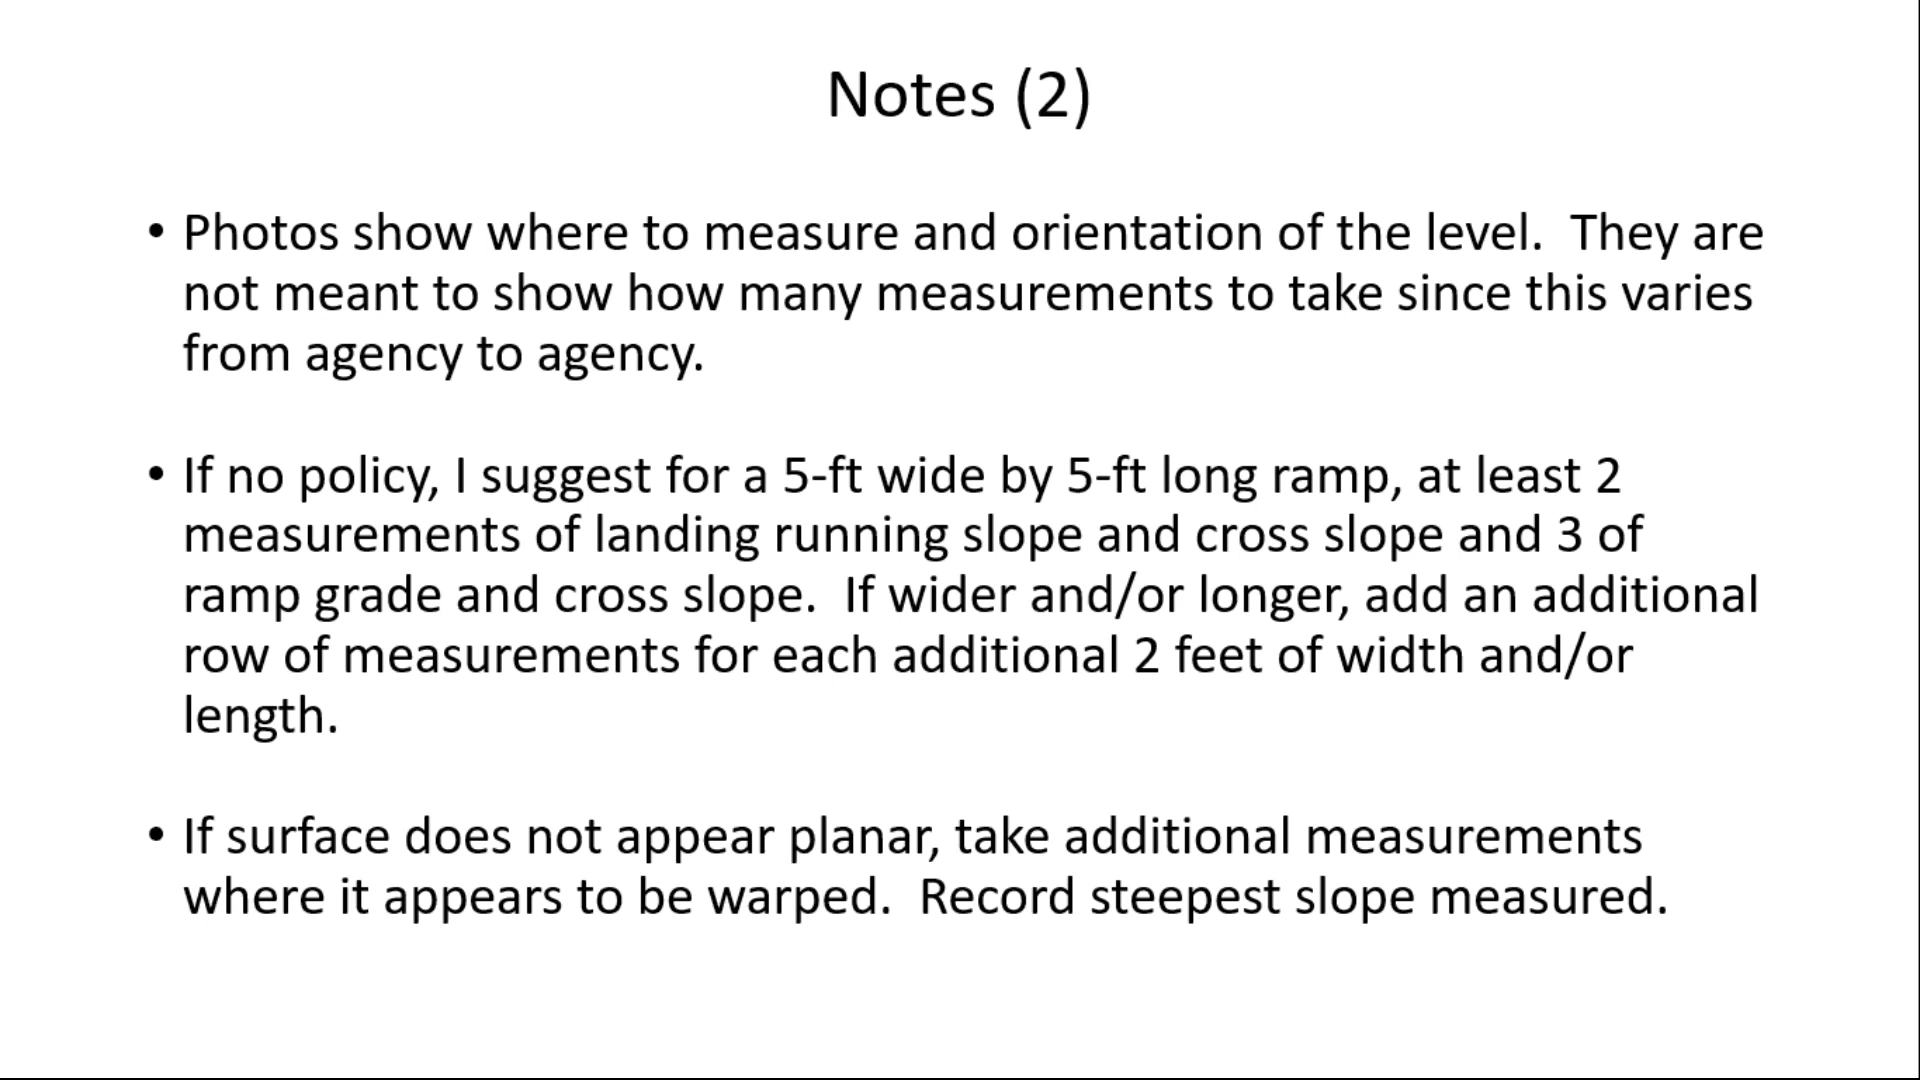 Notes (2)
• Photos show where to measure and orientation of the level.  They are
not meant to show how many measurements to take since this varies
from agency to agency.
• If no policy, I suggest for a 5-ft wide by 5-ft long ramp, at least 2
measurements of landing running slope and cross slope and 3 of
ramp grade and cross slope.  If wider and/or longer, add an additional
row of measurements for each additional 2 feet of width and/or
length.
• If surface does not appear planar, take additional measurements
where it appears to be warped.  Record steepest slope measured.